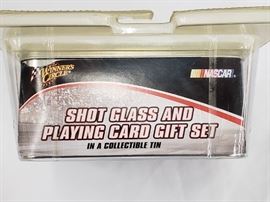 WINNER'S
CIRCLE
NASCAR
SHOT GLASS AND
PLAYING CARD GIFT SET
IN A COLLECTIBLE TIN